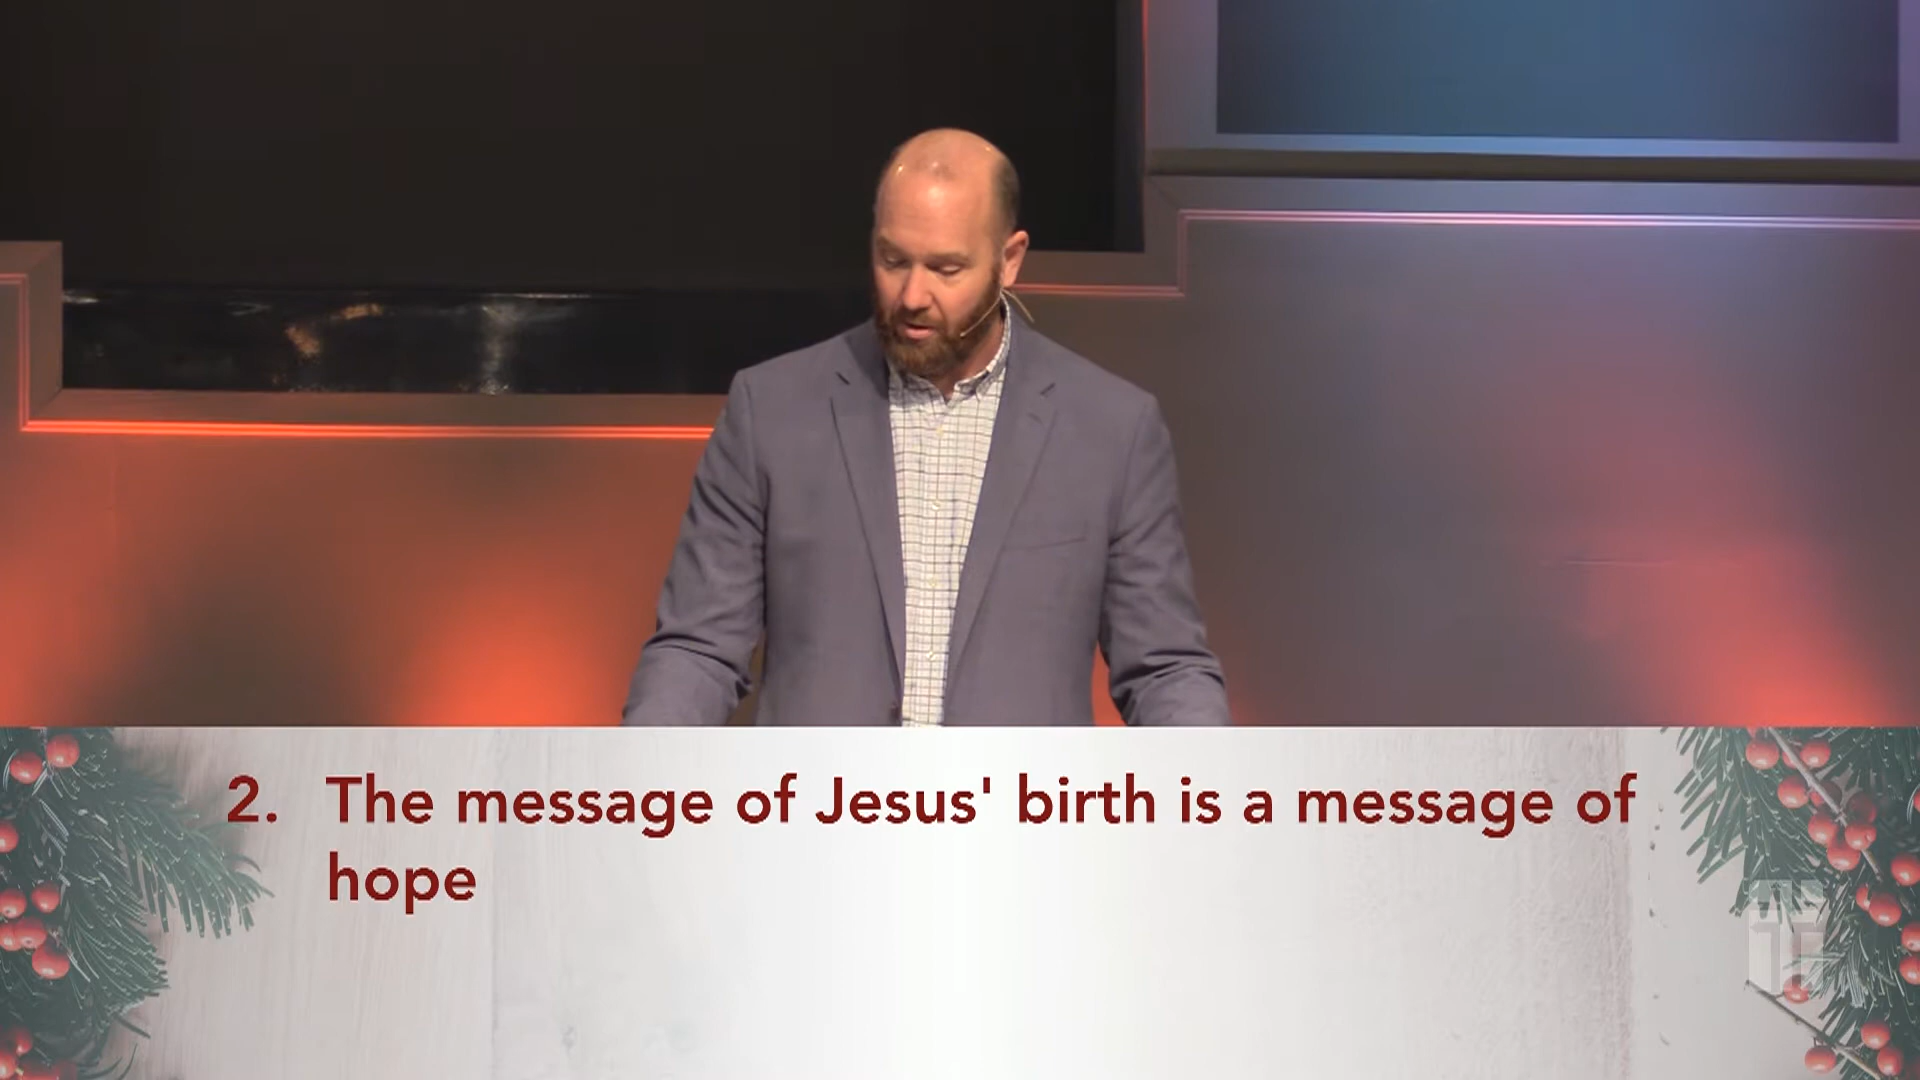 2. The message of Jesus' birth is a message of
hope